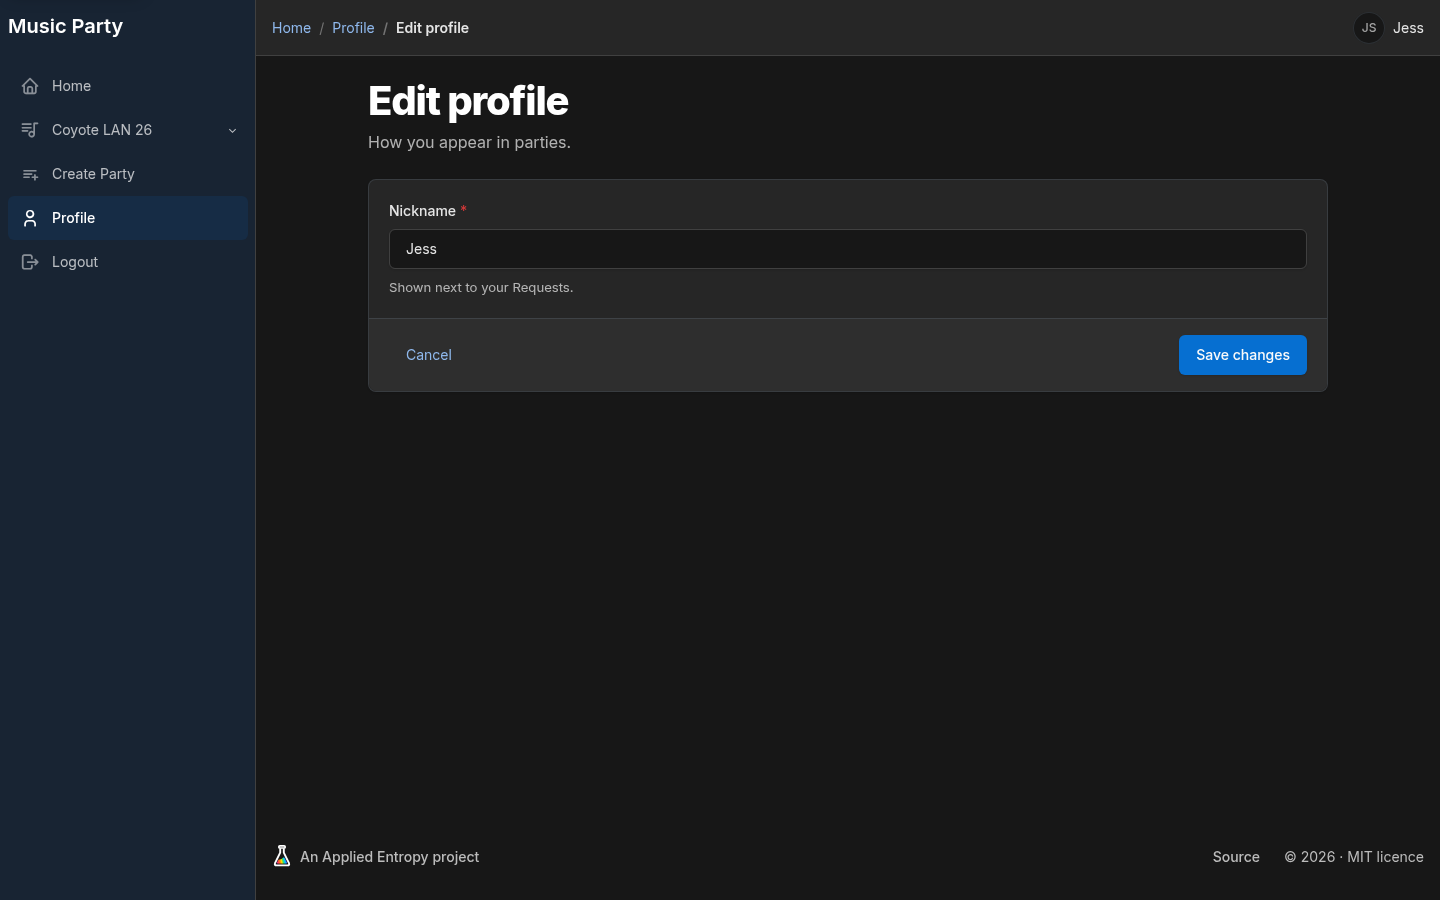 Music Party
Home
Coyote LAN 26
Create Party
Profile
Logout
Home / Profile / Edit profile
JS Jess
Edit profile
How you appear in parties.
Nickname *
Jess
Shown next to your Requests.
Cancel
Save changes
An Applied Entropy project
Source © 2026 · MIT licence